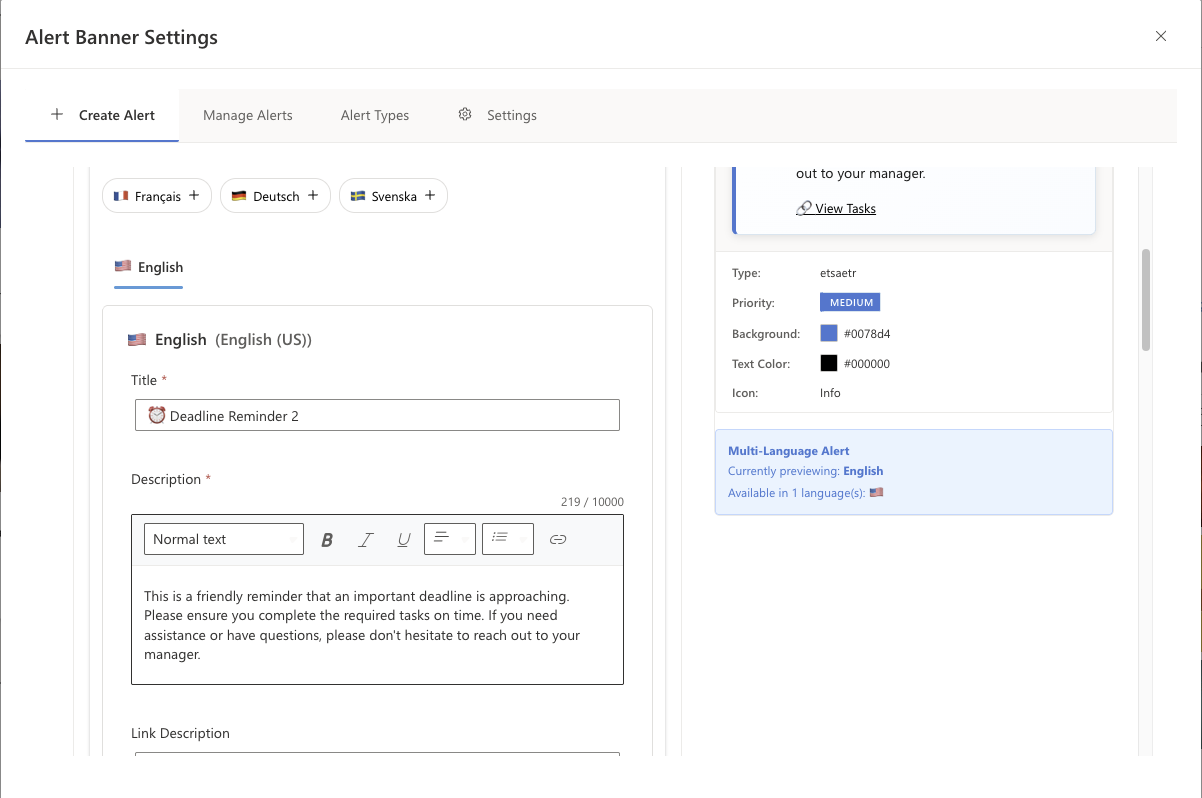 Alert Banner Settings
Create Alert
Manage Alerts
Alert Types
Settings
Français
Deutsch
Svenska
English
English (English (US))
Title *
⏰ Deadline Reminder 2
Description *
219 / 10000
Normal text
B I U
This is a friendly reminder that an important deadline is approaching.
Please ensure you complete the required tasks on time. If you need
assistance or have questions, please don't hesitate to reach out to your
manager.
Link Description
out to your manager.
🔗 View Tasks
Type: etsaetr
Priority: MEDIUM
Background: #0078d4
Text Color: #000000
Icon: Info
Multi-Language Alert
Currently previewing: English
Available in 1 language(s): 🇺🇸